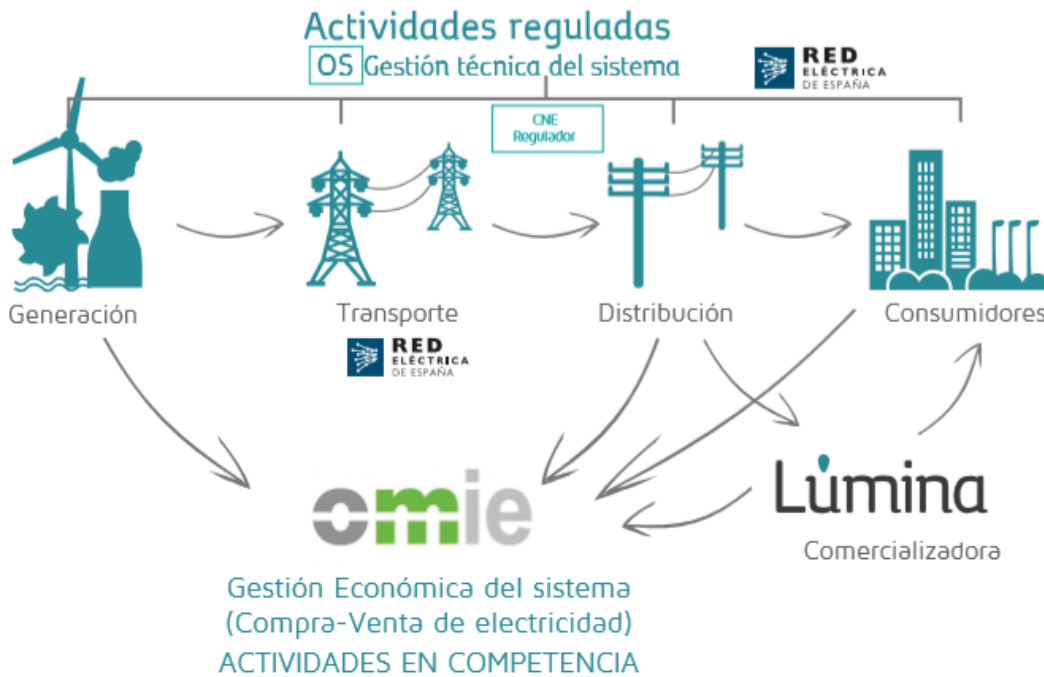 Actividades reguladas
OS Gestión técnica del sistema
RED
ELÉCTRICA
DE ESPAÑA
CNE
Regulador
Generación
Transporte
Distribución
Consumidores
RED
ELÉCTRICA
DE ESPAÑA
omie
Lúmina
Comercializadora
Gestión Económica del sistema
(Compra-Venta de electricidad)
ACTIVIDADES EN COMPETENCIA